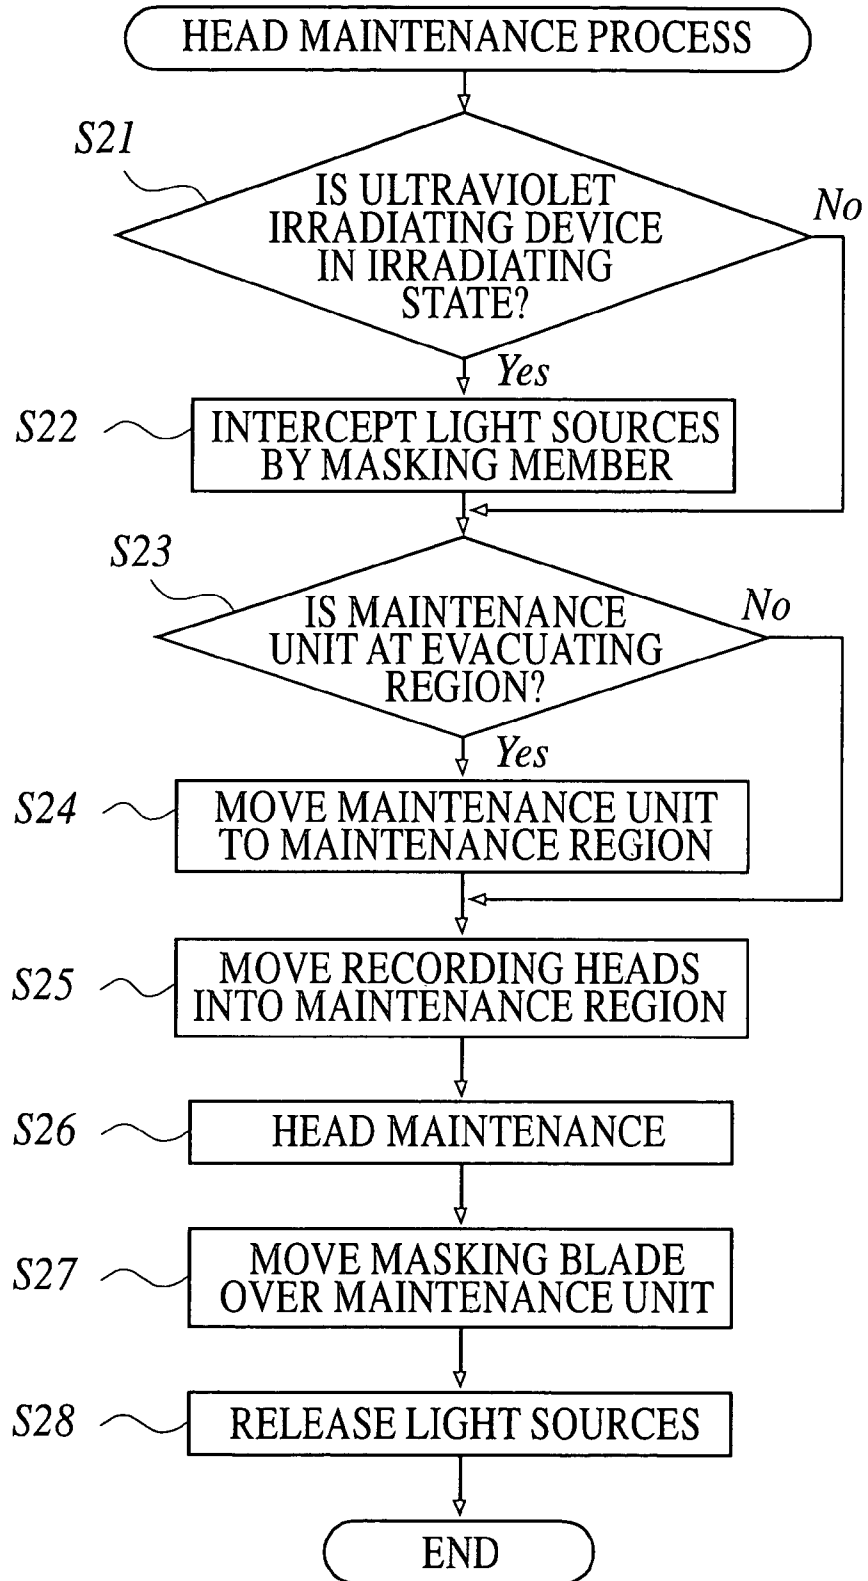 HEAD MAINTENANCE PROCESS
S21
IS ULTRAVIOLET
IRRADIATING DEVICE
IN IRRADIATING
STATE?
No
Yes
S22
INTERCEPT LIGHT SOURCES
BY MASKING MEMBER
S23
IS MAINTENANCE
UNIT AT EVACUATING
REGION?
No
Yes
S24
MOVE MAINTENANCE UNIT
TO MAINTENANCE REGION
S25
MOVE RECORDING HEADS
INTO MAINTENANCE REGION
S26
HEAD MAINTENANCE
S27
MOVE MASKING BLADE
OVER MAINTENANCE UNIT
S28
RELEASE LIGHT SOURCES
END